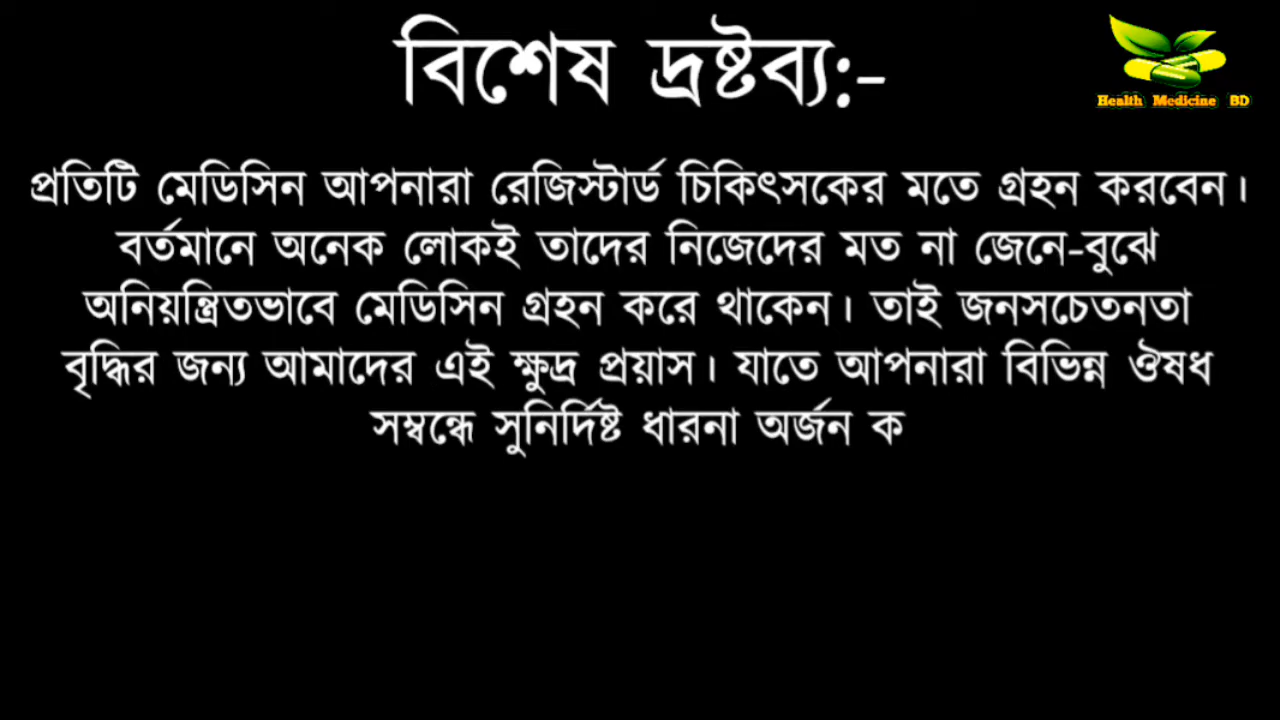 বিশেষ দ্রষ্টব্য:-
Health Medicine BD
প্রতিটি মেডিসিন আপনারা রেজিস্টার্ড চিকিৎসকের মতে গ্রহন করবেন।
বর্তমানে অনেক লোকই তাদের নিজেদের মত না জেনে-বুঝে
অনিয়ন্ত্রিতভাবে মেডিসিন গ্রহন করে থাকেন। তাই জনসচেতনতা
বৃদ্ধির জন্য আমাদের এই ক্ষুদ্র প্রয়াস। যাতে আপনারা বিভিন্ন ঔষধ
সম্বন্ধে সুনির্দিষ্ট ধারনা অর্জন ক